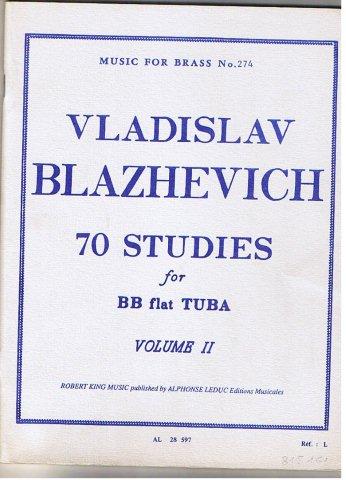 MUSIC FOR BRASS No.274
VLADISLAV
BLAZHEVICH
70 STUDIES
for
BB flat TUBA
VOLUME II
ROBERT KING MUSIC published by ALPHONSE LEDUC Editions Musicales
AL 28 597
Réf. : L